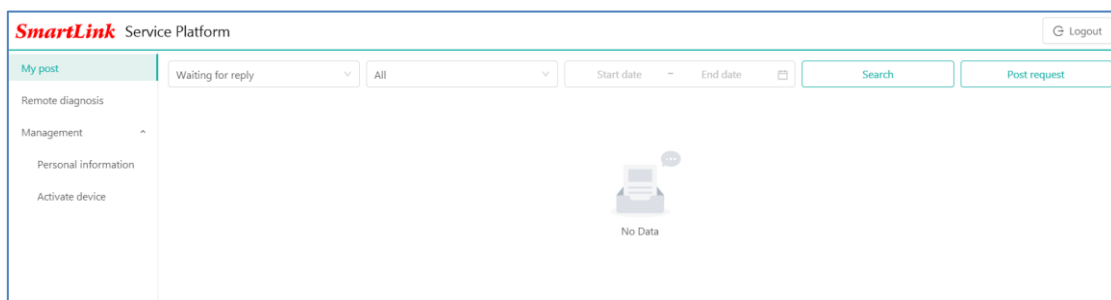 SmartLink Service Platform
Logout
My post
Waiting for reply
All
Start date ~ End date
Search
Post request
Remote diagnosis
Management
Personal information
Activate device
No Data